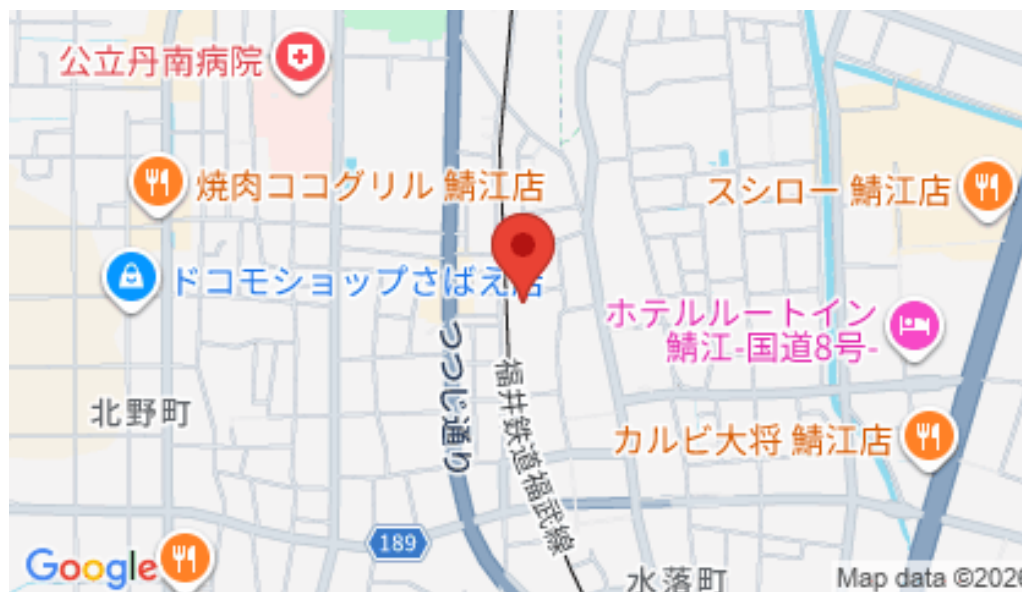 公立丹南病院
焼肉ココグリル 鯖江店
スシロー 鯖江店
ドコモショップさばえ店
ホテルルートイン
鯖江-国道8号-
つつじ通り
福井鉄道福武線
北野町
カルビ大将 鯖江店
189
Google
水落町
Map data ©2026